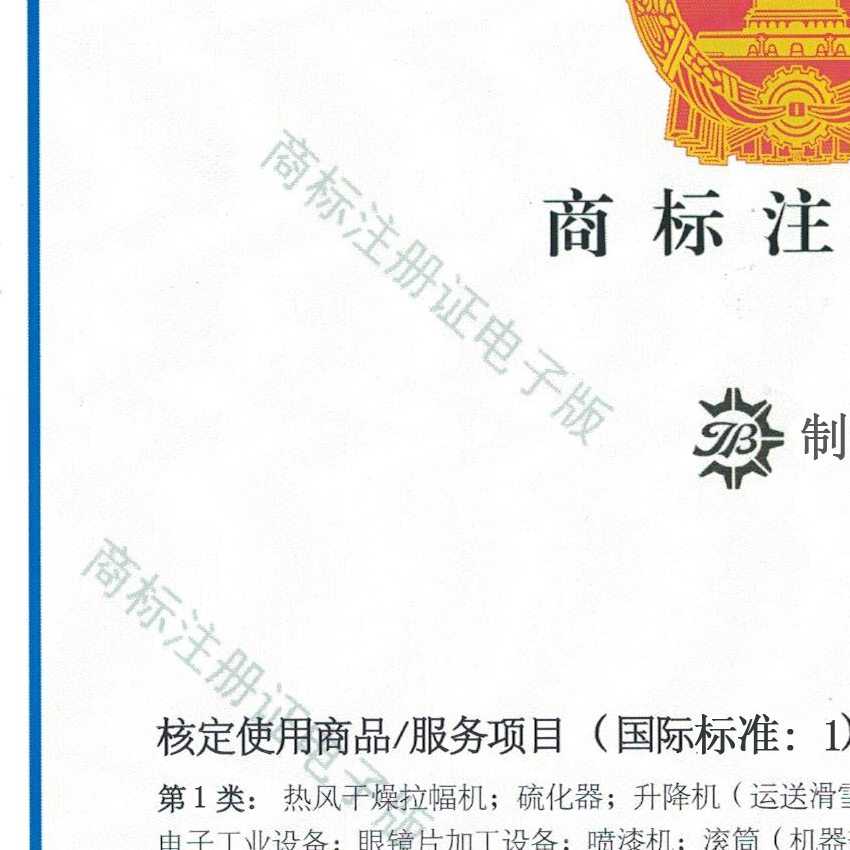 商标注
商标注册证电子版
JB 制
商标注册证电子版
核定使用商品/服务项目（国际标准：1）
第1类：热风干燥拉幅机；硫化器；升降机（运送滑雪
电子工业设备；眼镜片加工设备；喷漆机；滚筒（机器